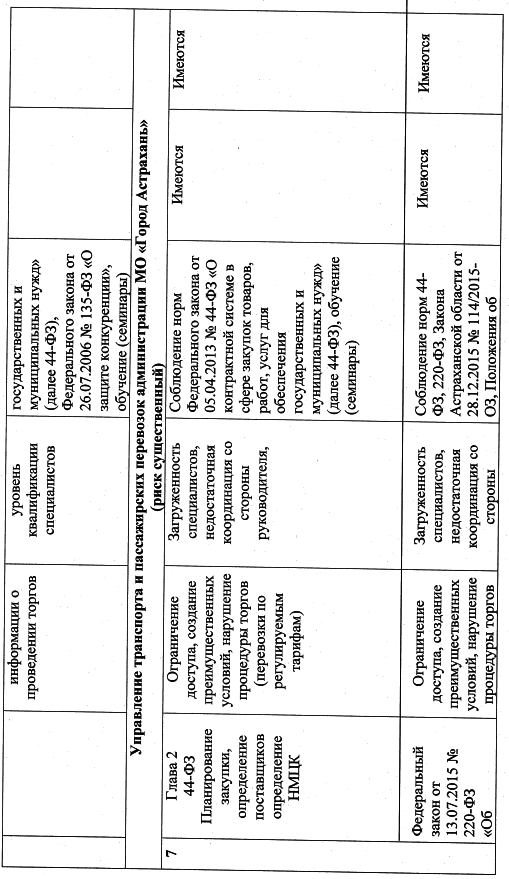 информации о
проведении торгов
уровень
квалификации
специалистов
государственных и
муниципальных нужд»
(далее 44-ФЗ),
Федерального закона от
26.07.2006 № 135-ФЗ «О
защите конкуренции»,
обучение (семинары)
Управление транспорта и пассажирских перевозок администрации МО «Город Астрахань»
(риск существенный)
7
Глава 2
44-ФЗ
Планирование
закупки,
определение
поставщиков
определение
НМЦК
Ограничение
доступа, создание
преимущественных
условий, нарушение
процедуры торгов
(перевозки по
регулируемым
тарифам)
Загруженность
специалистов,
недостаточная
координация со
стороны
руководителя,
Соблюдение норм
Федерального закона от
05.04.2013 № 44-ФЗ «О
контрактной системе в
сфере закупок товаров,
работ, услуг для
обеспечения
государственных и
муниципальных нужд»
(далее 44-ФЗ), обучение
(семинары)
Имеются
Имеются
Федеральный
закон от
13.07.2015 №
220-ФЗ
«Об
Ограничение
доступа, создание
преимущественных
условий, нарушение
процедуры торгов
Загруженность
специалистов,
недостаточная
координация со
стороны
Соблюдение норм 44-
ФЗ, 220-ФЗ, Закона
Астраханской области от
28.12.2015 № 114/2015-
ОЗ, Положения об
Имеются
Имеются